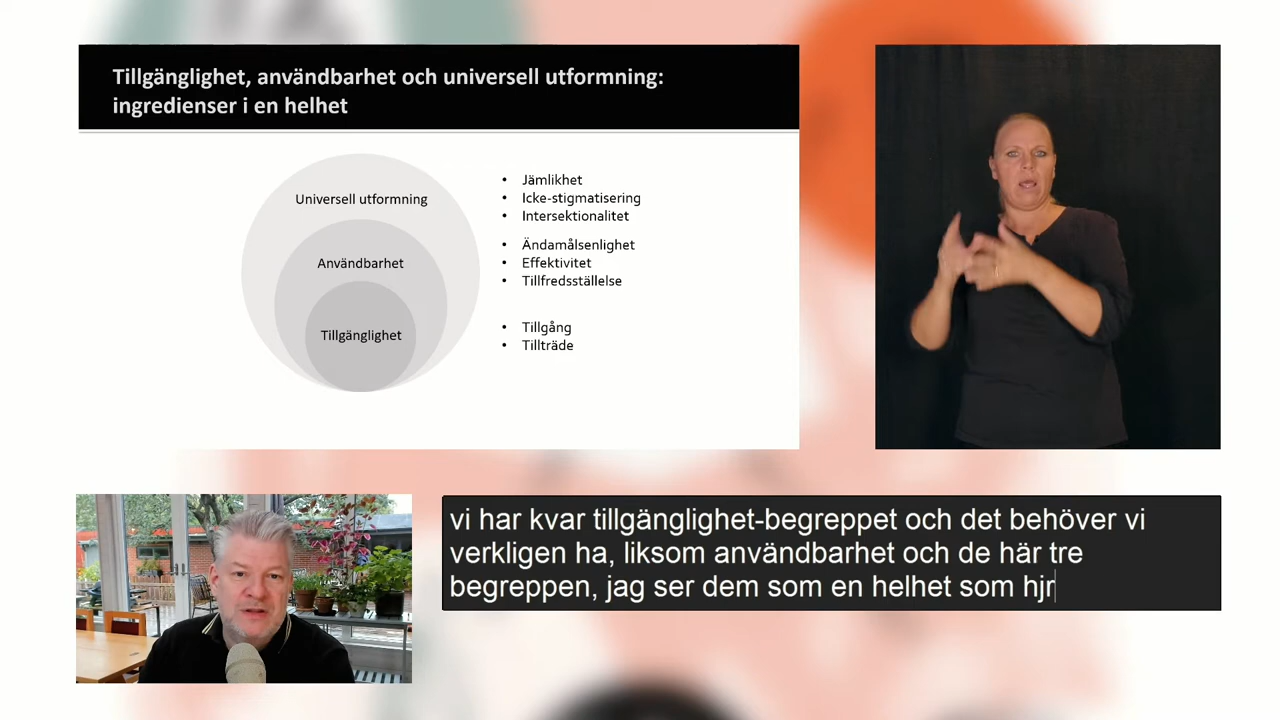 Tillgänglighet, användbarhet och universell utformning:
ingredienser i en helhet
Universell utformning
Användbarhet
Tillgänglighet
• Jämlikhet
• Icke-stigmatisering
• Intersektionalitet
• Ändamålsenlighet
• Effektivitet
• Tillfredsställelse
• Tillgång
• Tillträde
vi har kvar tillgänglighet-begreppet och det behöver vi
verkligen ha, liksom användbarhet och de här tre
begreppen, jag ser dem som en helhet som hjr